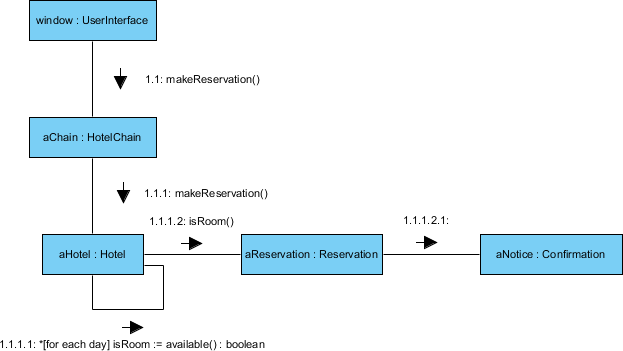 window : UserInterface
1.1: makeReservation()
aChain : HotelChain
1.1.1: makeReservation()
1.1.1.2: isRoom()
1.1.1.2.1:
aHotel : Hotel
aReservation : Reservation
aNotice : Confirmation
1.1.1.1: *[for each day] isRoom := available() : boolean